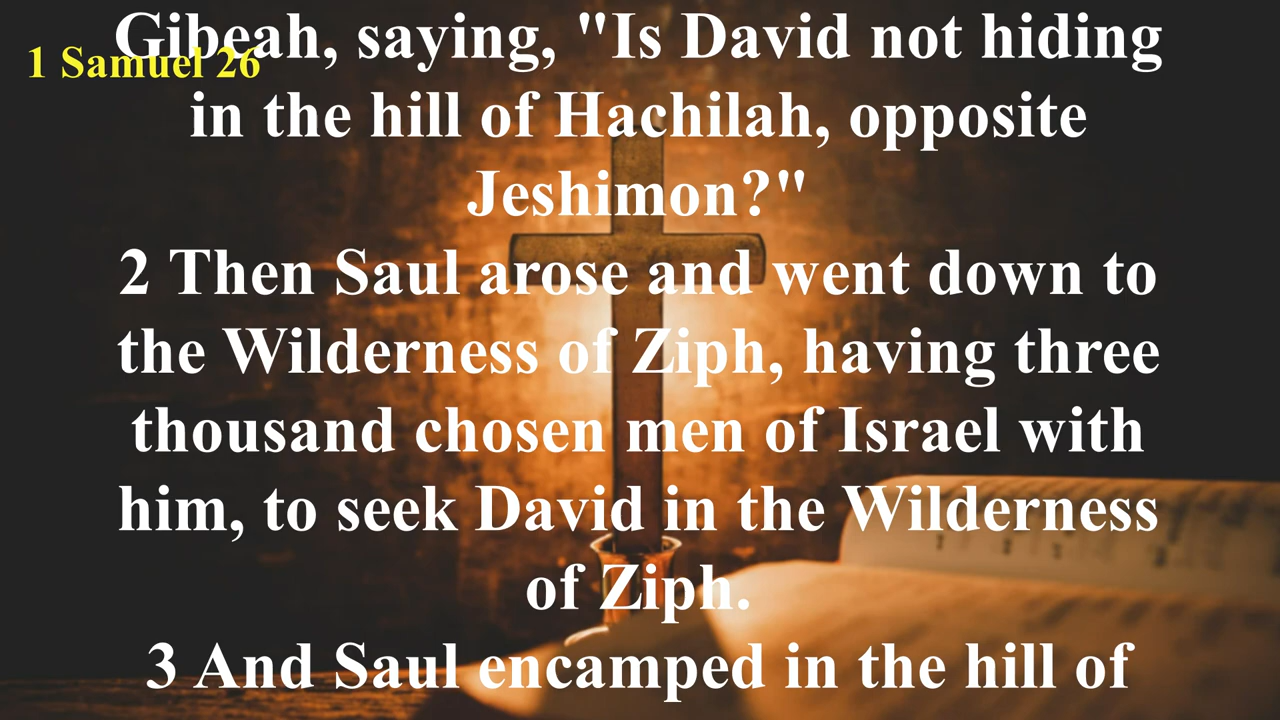 1 Samuel 26
Gibeah, saying, "Is David not hiding
in the hill of Hachilah, opposite
Jeshimon?"
2 Then Saul arose and went down to
the Wilderness of Ziph, having three
thousand chosen men of Israel with
him, to seek David in the Wilderness
of Ziph.
3 And Saul encamped in the hill of